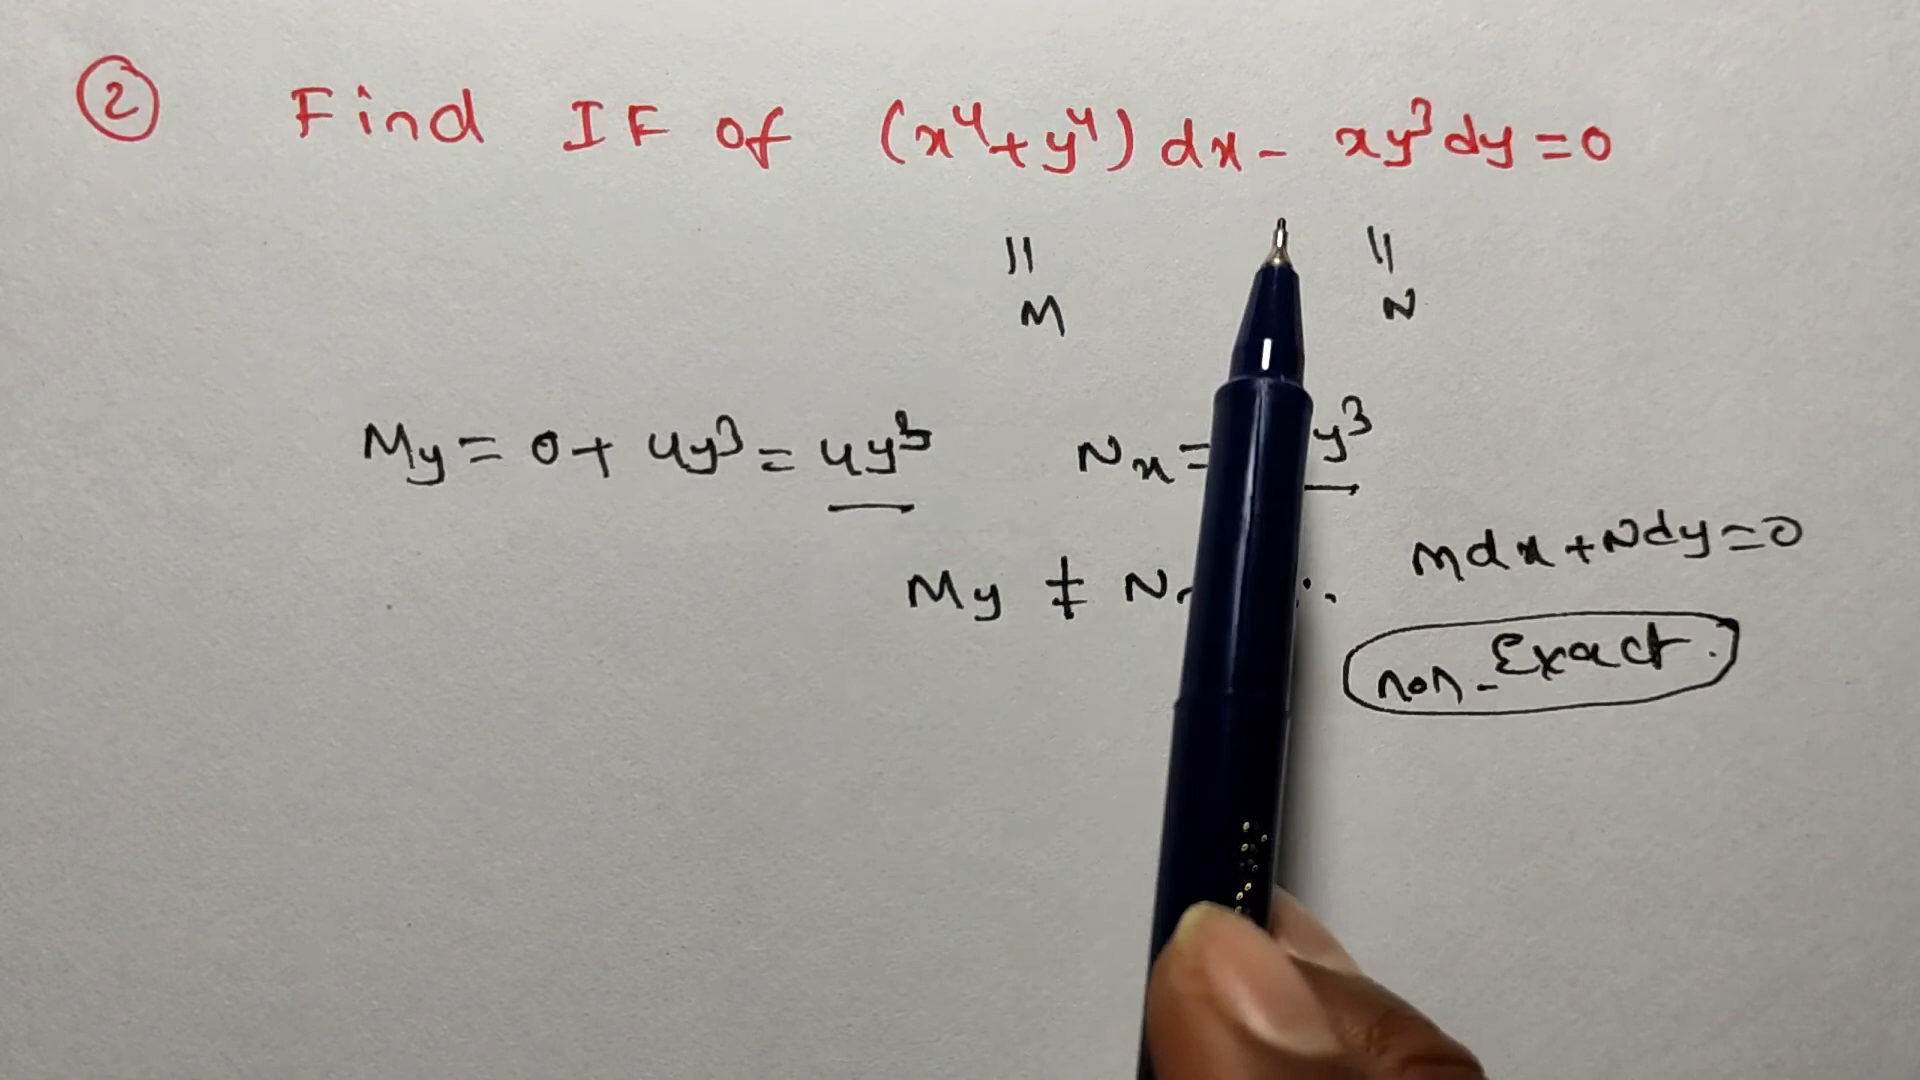 ② Find IF of (x⁴+y⁴) dx - xy³dy=0
|| ||
M N
My = 0+ 4y³ = 4y³ Nx = y³
My ≠ N ∴ Mdx+Ndy=0
non-Exact.